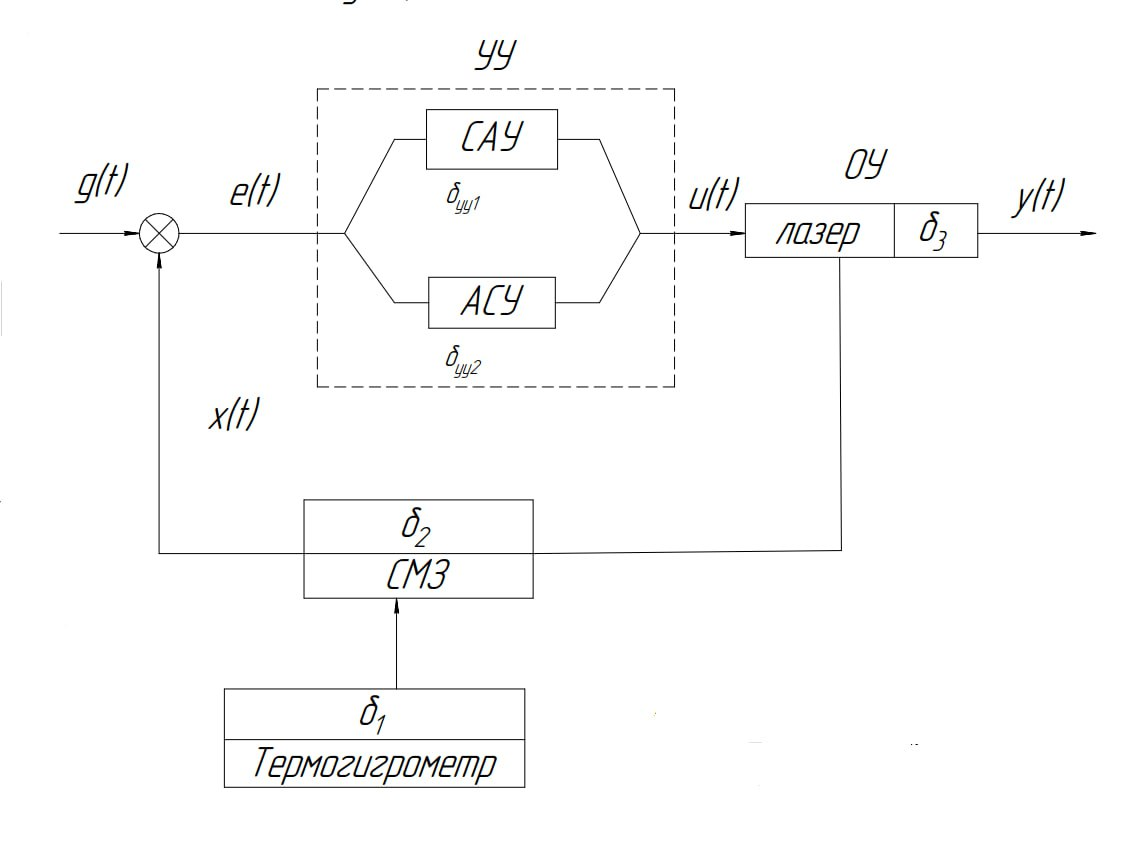 УУ
САУ
δуу1
g(t)
e(t)
u(t)
ОУ
лазер
δ3
y(t)
АСУ
δуу2
x(t)
δ2
СМЗ
δ1
Термогигрометр